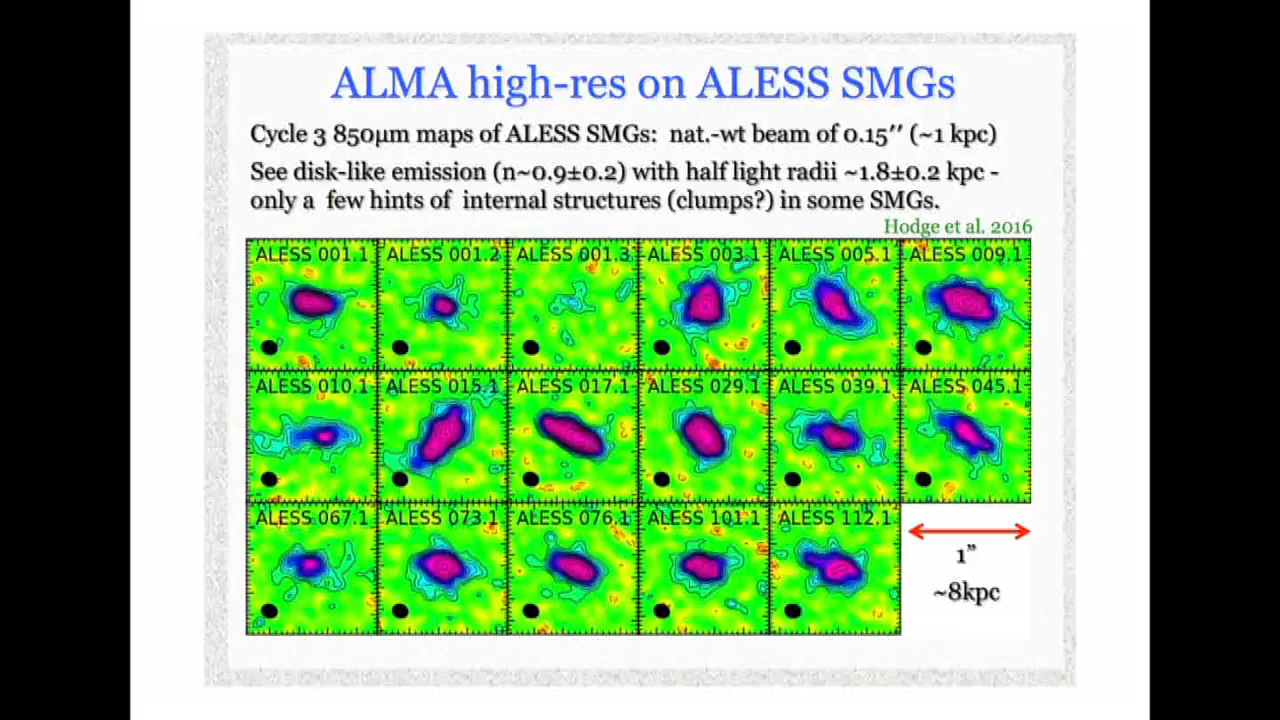 ALMA high-res on ALESS SMGs
Cycle 3 850μm maps of ALESS SMGs: nat.-wt beam of 0.15′′ (~1 kpc)
See disk-like emission (n~0.9±0.2) with half light radii ~1.8±0.2 kpc -
only a few hints of internal structures (clumps?) in some SMGs.
Hodge et al. 2016
ALESS 001.1 ALESS 001.2 ALESS 001.3 ALESS 003.1 ALESS 005.1 ALESS 009.1
ALESS 010.1 ALESS 015.1 ALESS 017.1 ALESS 029.1 ALESS 039.1 ALESS 045.1
ALESS 067.1 ALESS 073.1 ALESS 076.1 ALESS 101.1 ALESS 112.1
1”
~8kpc